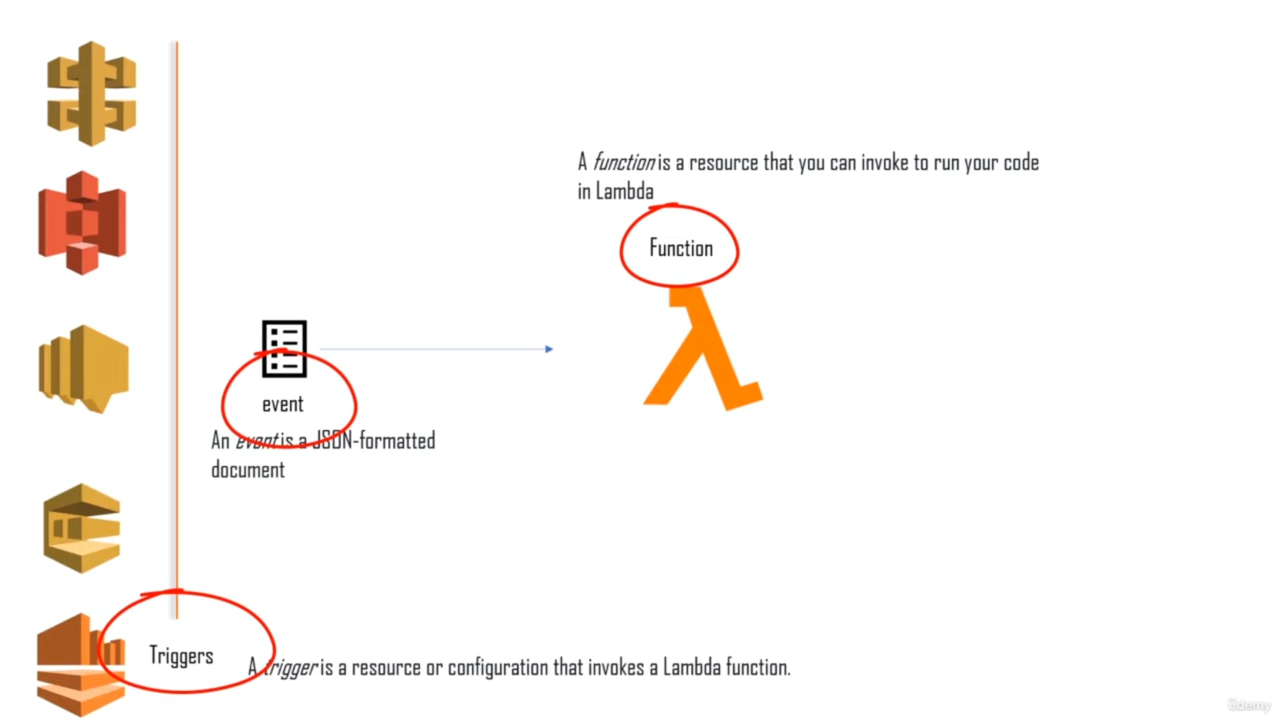 A function is a resource that you can invoke to run your code
in Lambda
Function
event
An event is a JSON-formatted
document
Triggers
A trigger is a resource or configuration that invokes a Lambda function.
ûdemy